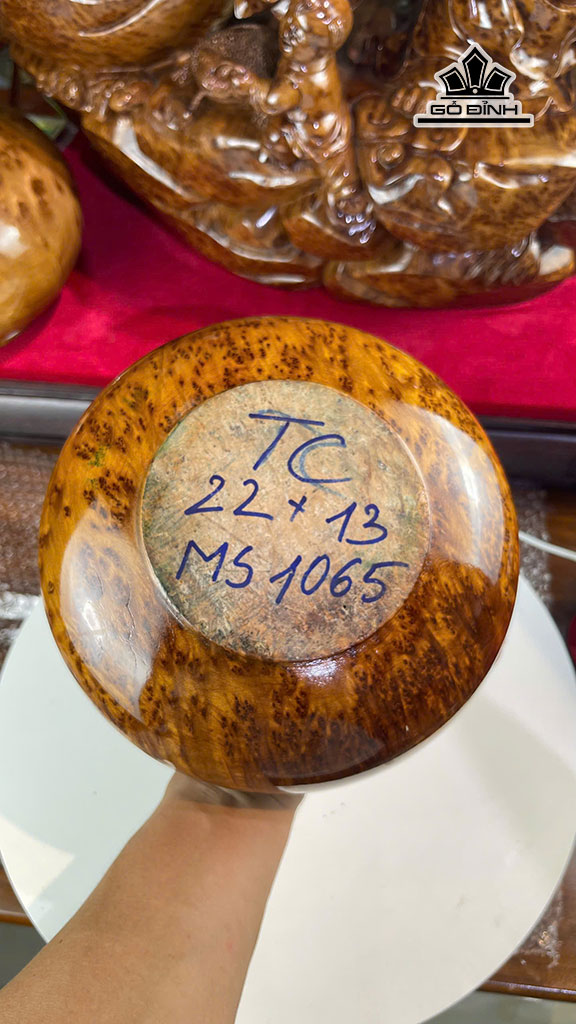 GỖ ĐỈNH
TC
22 x 13
MS 1065